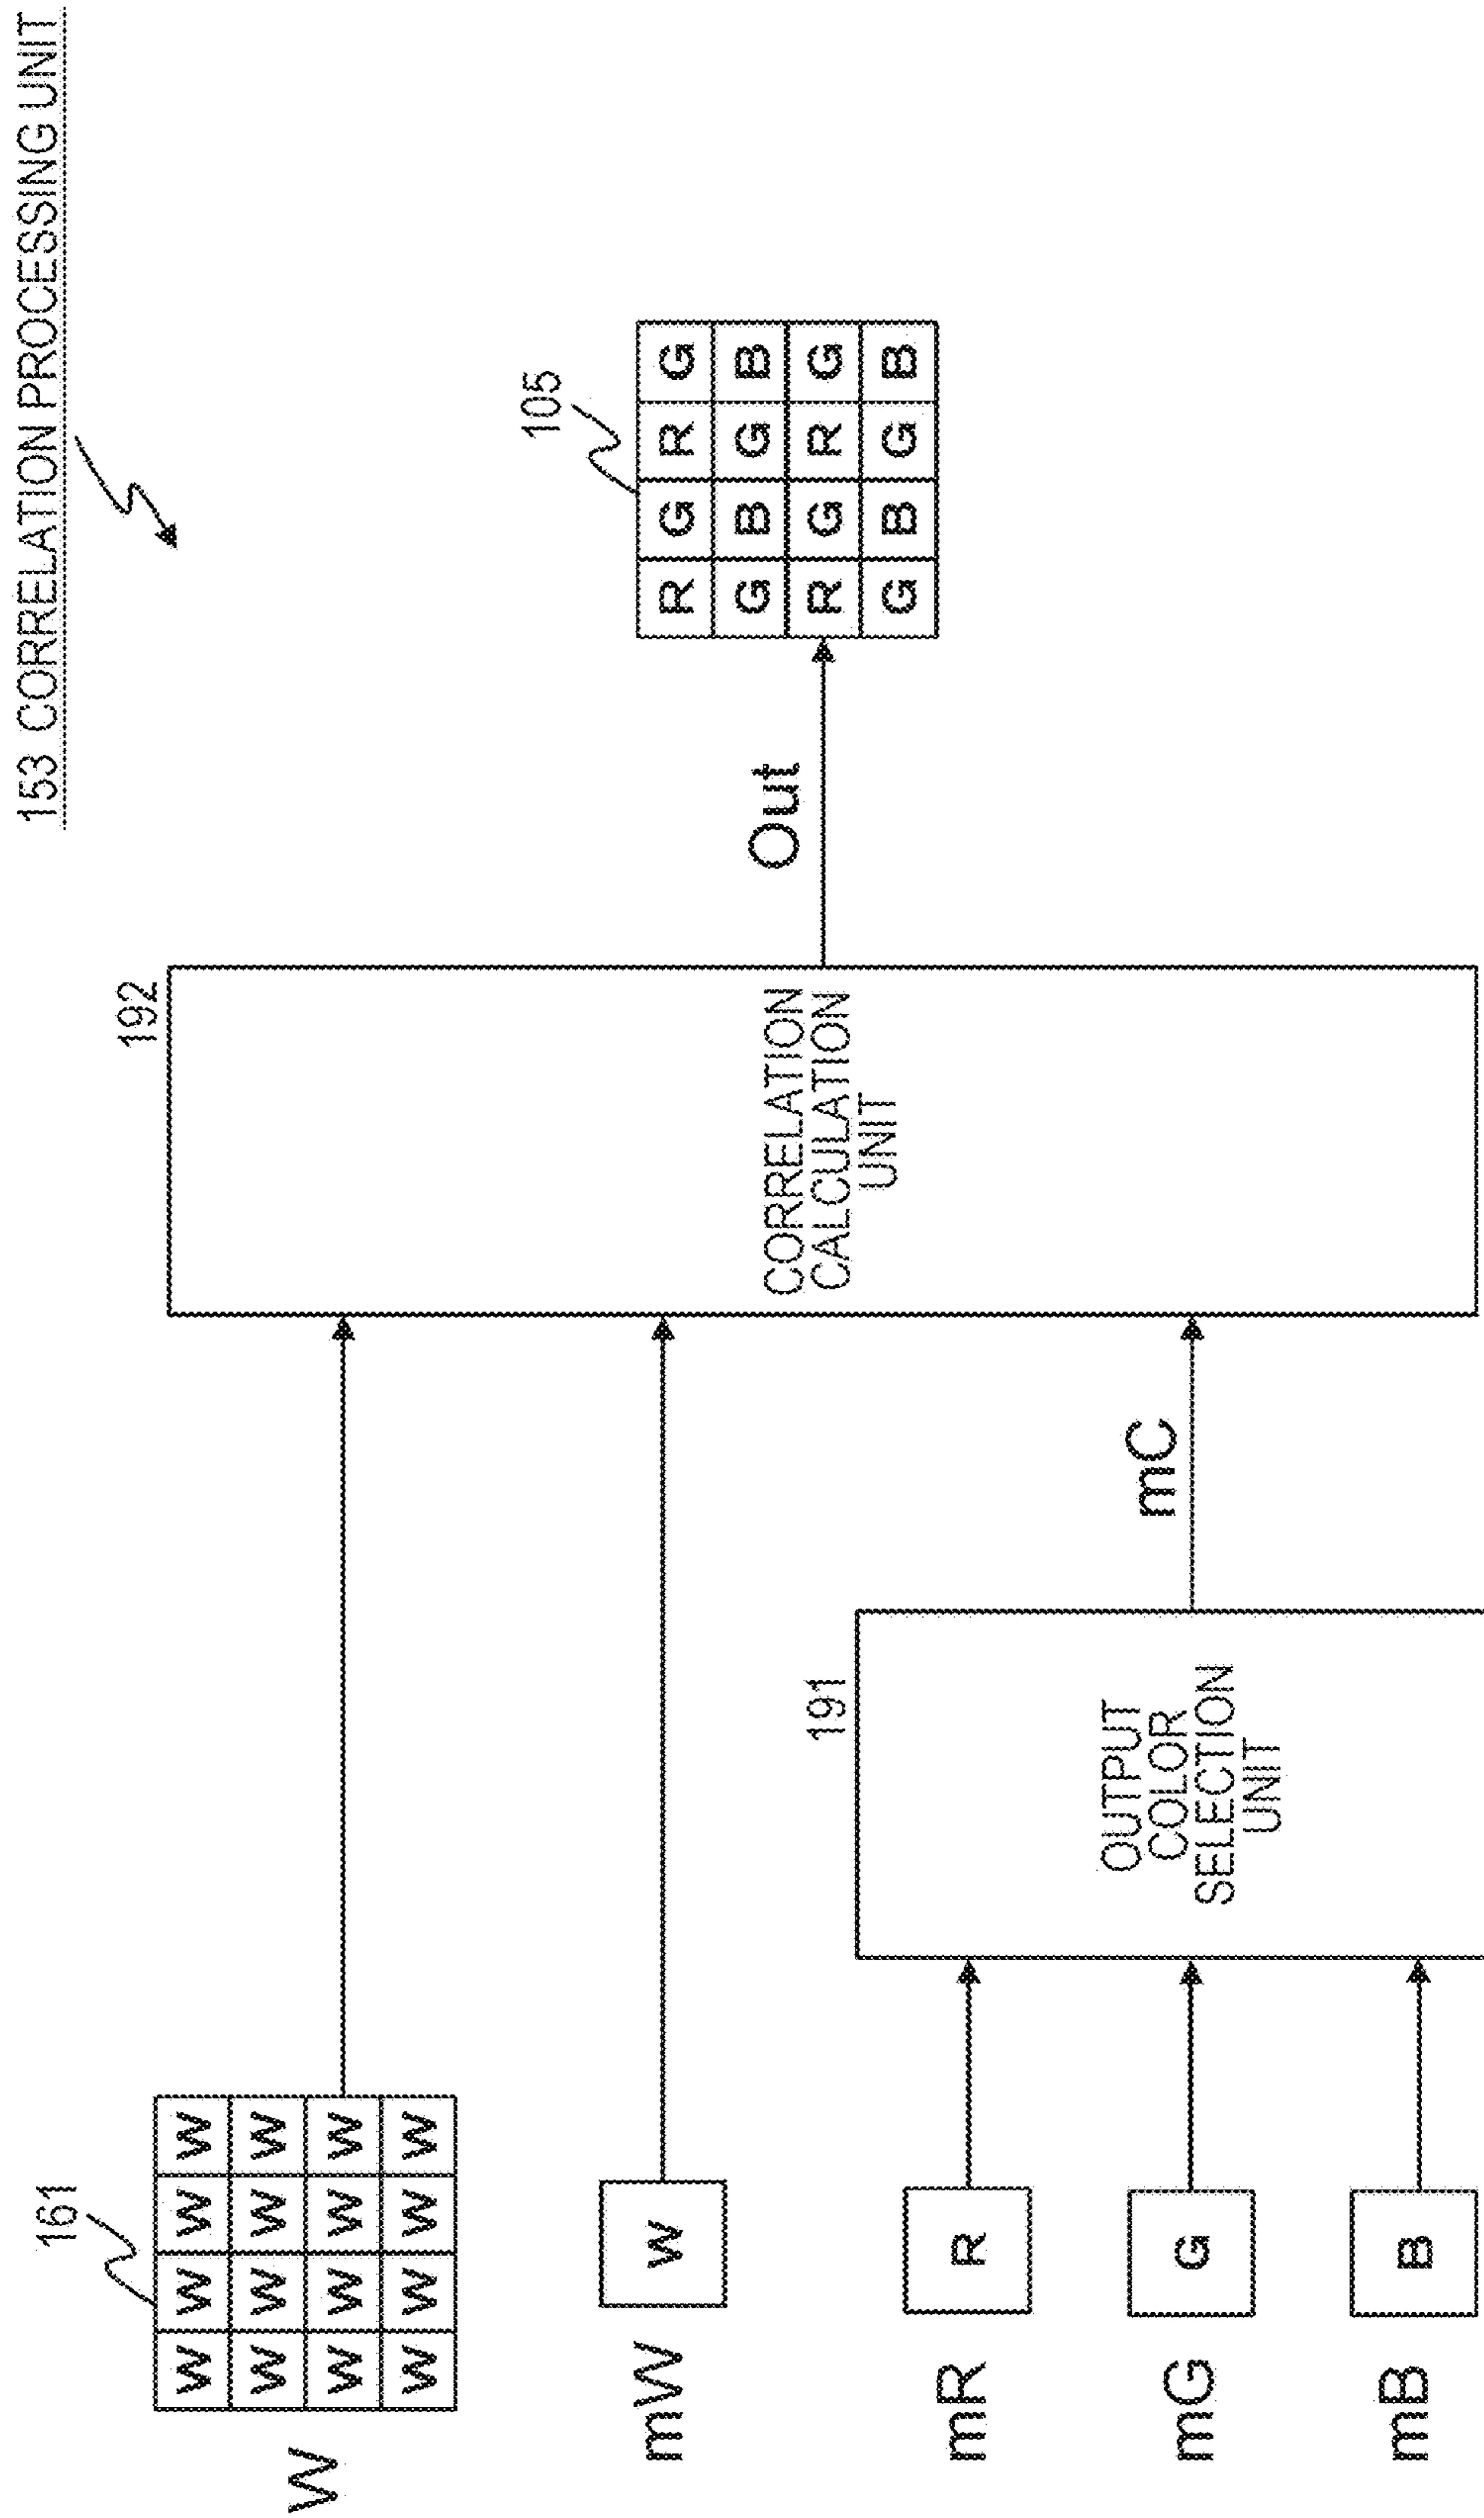 153 CORRELATION PROCESSING UNIT
161
W
W W W W
W W W W
W W W W
W W W W
mW
W
mR
R
mG
G
mB
B
191
OUTPUT
COLOR
SELECTION
UNIT
mC
192
CORRELATION
CALCULATION
UNIT
Out
105
R G R G
G B G B
R G R G
G B G B